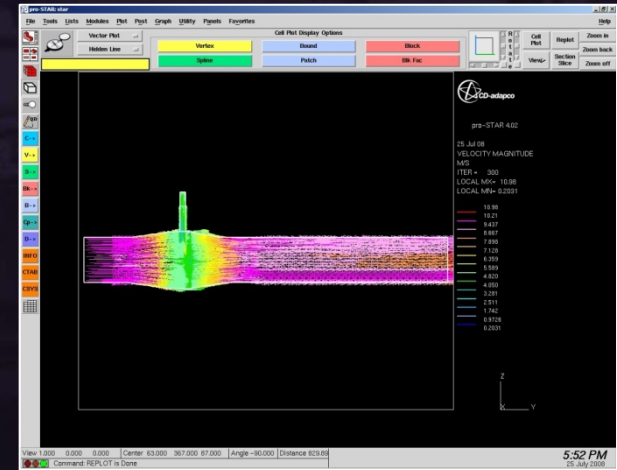 pro-STAR: star
File Tools Lists Modules Plot Post Graph Utility Panels Favorites Help
Vector Plot
Hidden Line
Cell Plot Display Options
Vertex Bound Block
Spline Patch Blk Fac
Rotate
Cell Plot
View
Replot
Section Slice
Zoom in
Zoom back
Zoom off
C->
V->
S->
Bk->
B->
Cp->
D->
INFO
CTAB
CSYS
CD-adapco
pro-STAR 4.02
25 Jul 08
VELOCITY MAGNITUDE
M/S
ITER = 300
LOCAL MX= 10.98
LOCAL MN= 0.2031
10.98
10.21
9.437
8.667
7.898
7.128
6.359
5.589
4.820
4.050
3.281
2.511
1.742
0.9726
0.2031
Z
X Y
View 1.000 0.000 0.000 Center 63.000 367.000 87.000 Angle -90.000 Distance 829.89
Command: REPLOT is Done
5:52 PM
25 July 2008